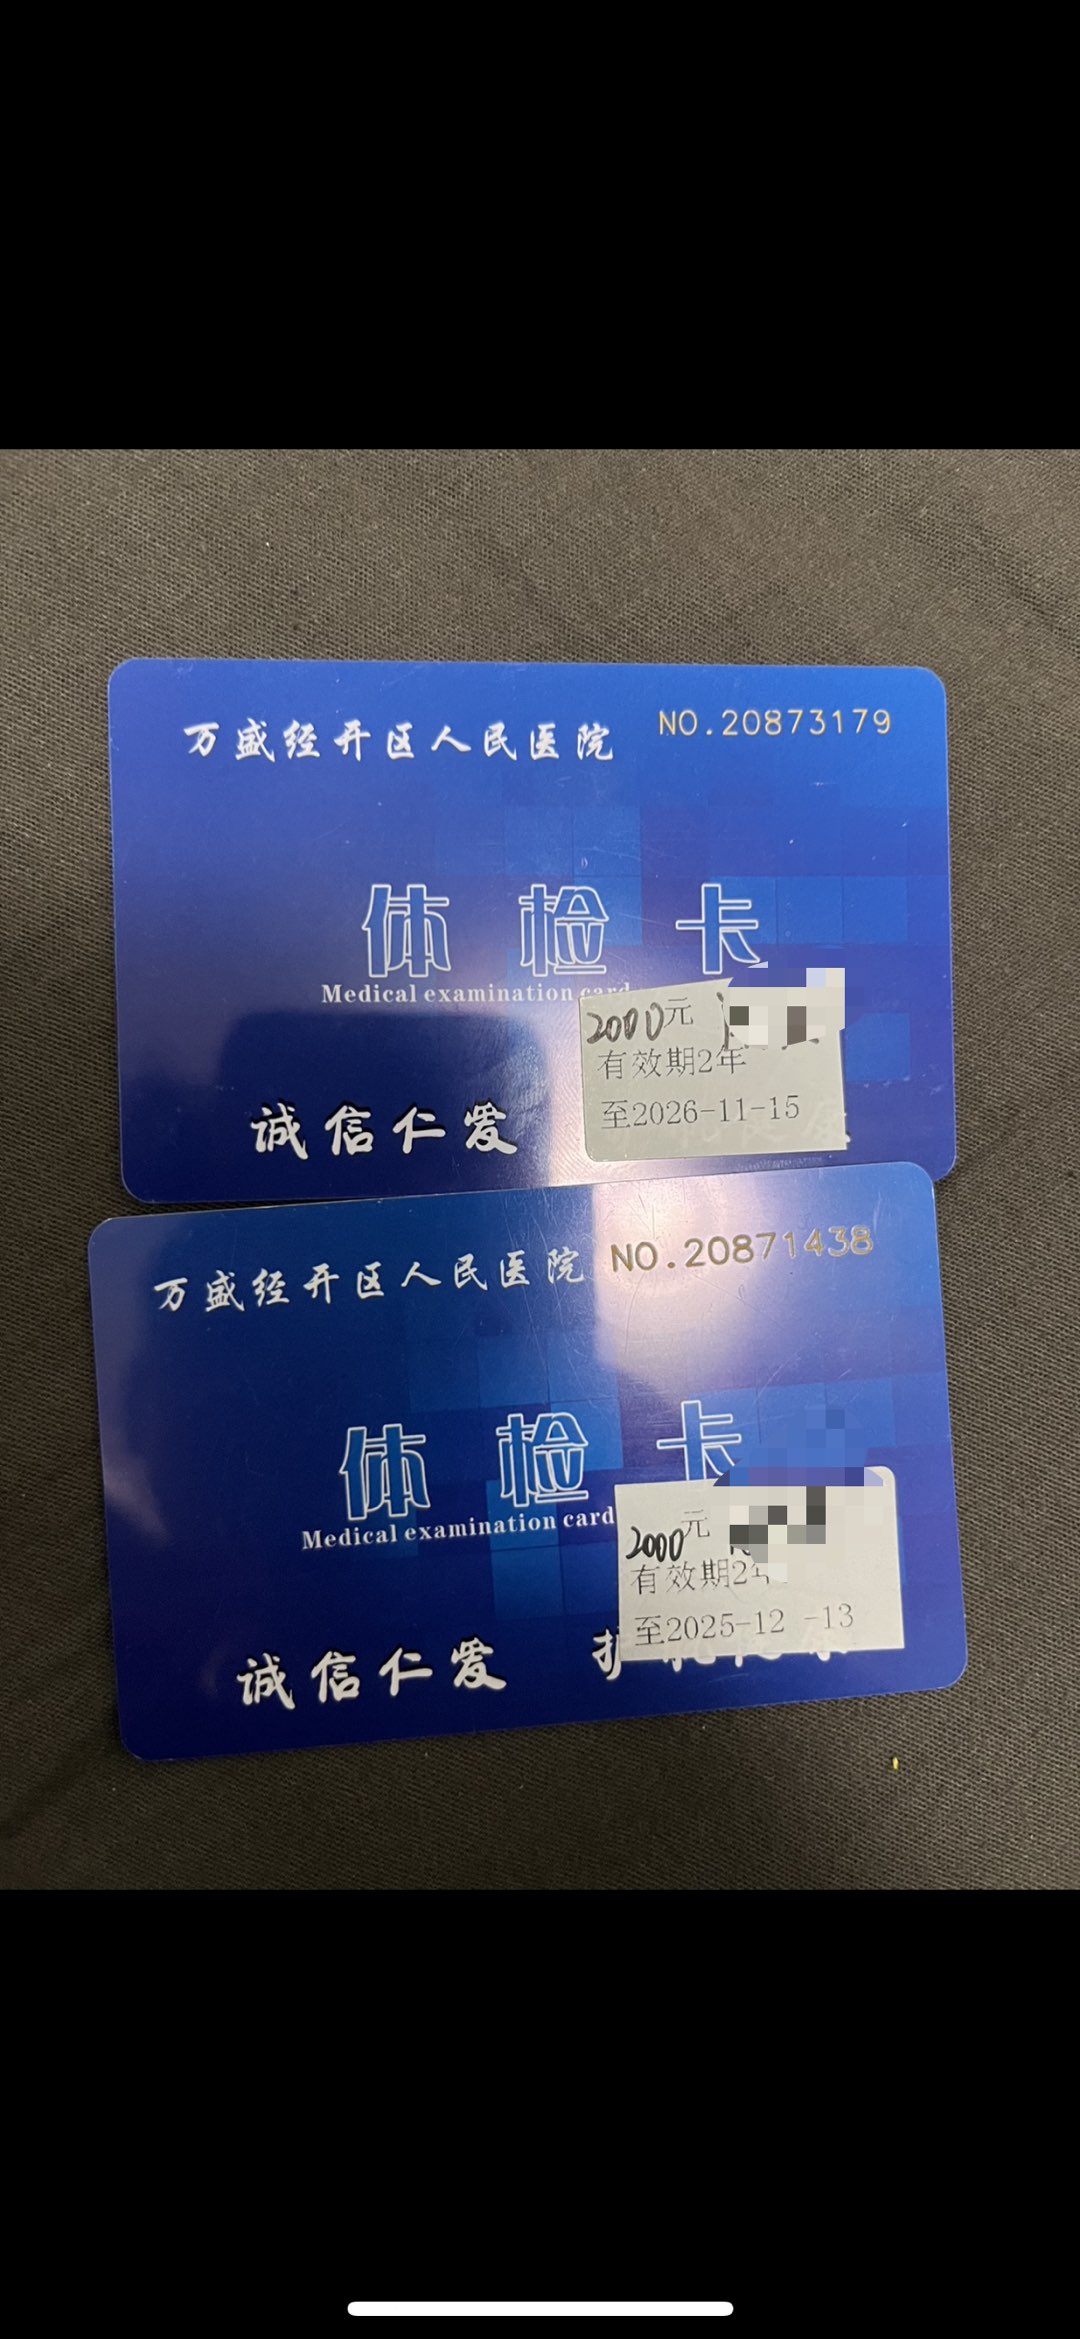 万盛经开区人民医院 NO.20873179
体检卡
Medical examination card
2000元
有效期2年
至2026-11-15
诚信仁爱
万盛经开区人民医院 NO.20871438
体检卡
Medical examination card
2000元
有效期2年
至2025-12 -13
诚信仁爱